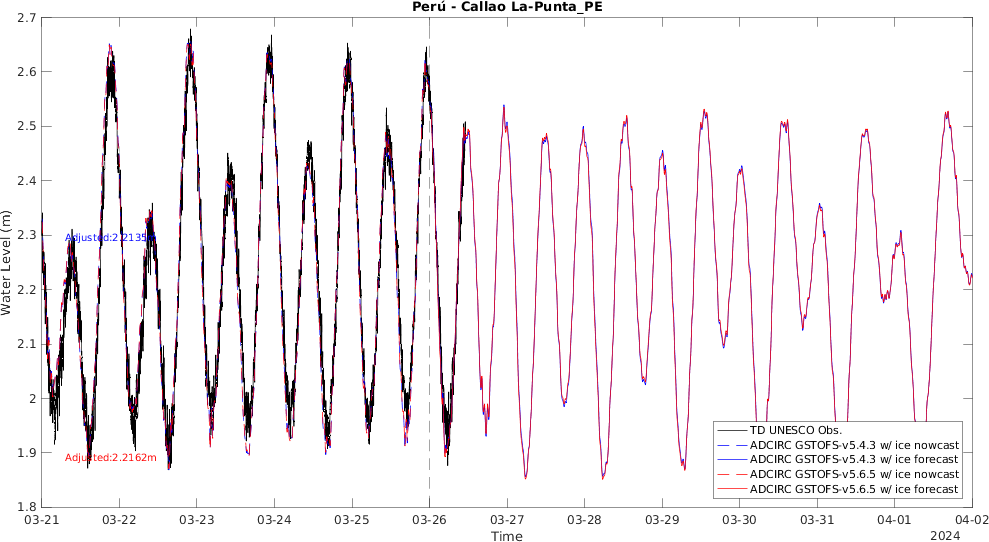 Perú - Callao La-Punta_PE
2.7
2.6
2.5
2.4
2.3
2.2
2.1
2
1.9
1.8
Water Level (m)
Adjusted:2.2135m
Adjusted:2.2162m
TD UNESCO Obs.
ADCIRC GSTOFS-v5.4.3 w/ ice nowcast
ADCIRC GSTOFS-v5.4.3 w/ ice forecast
ADCIRC GSTOFS-v5.6.5 w/ ice nowcast
ADCIRC GSTOFS-v5.6.5 w/ ice forecast
03-21 03-22 03-23 03-24 03-25 03-26 03-27 03-28 03-29 03-30 03-31 04-01 04-02
Time
2024